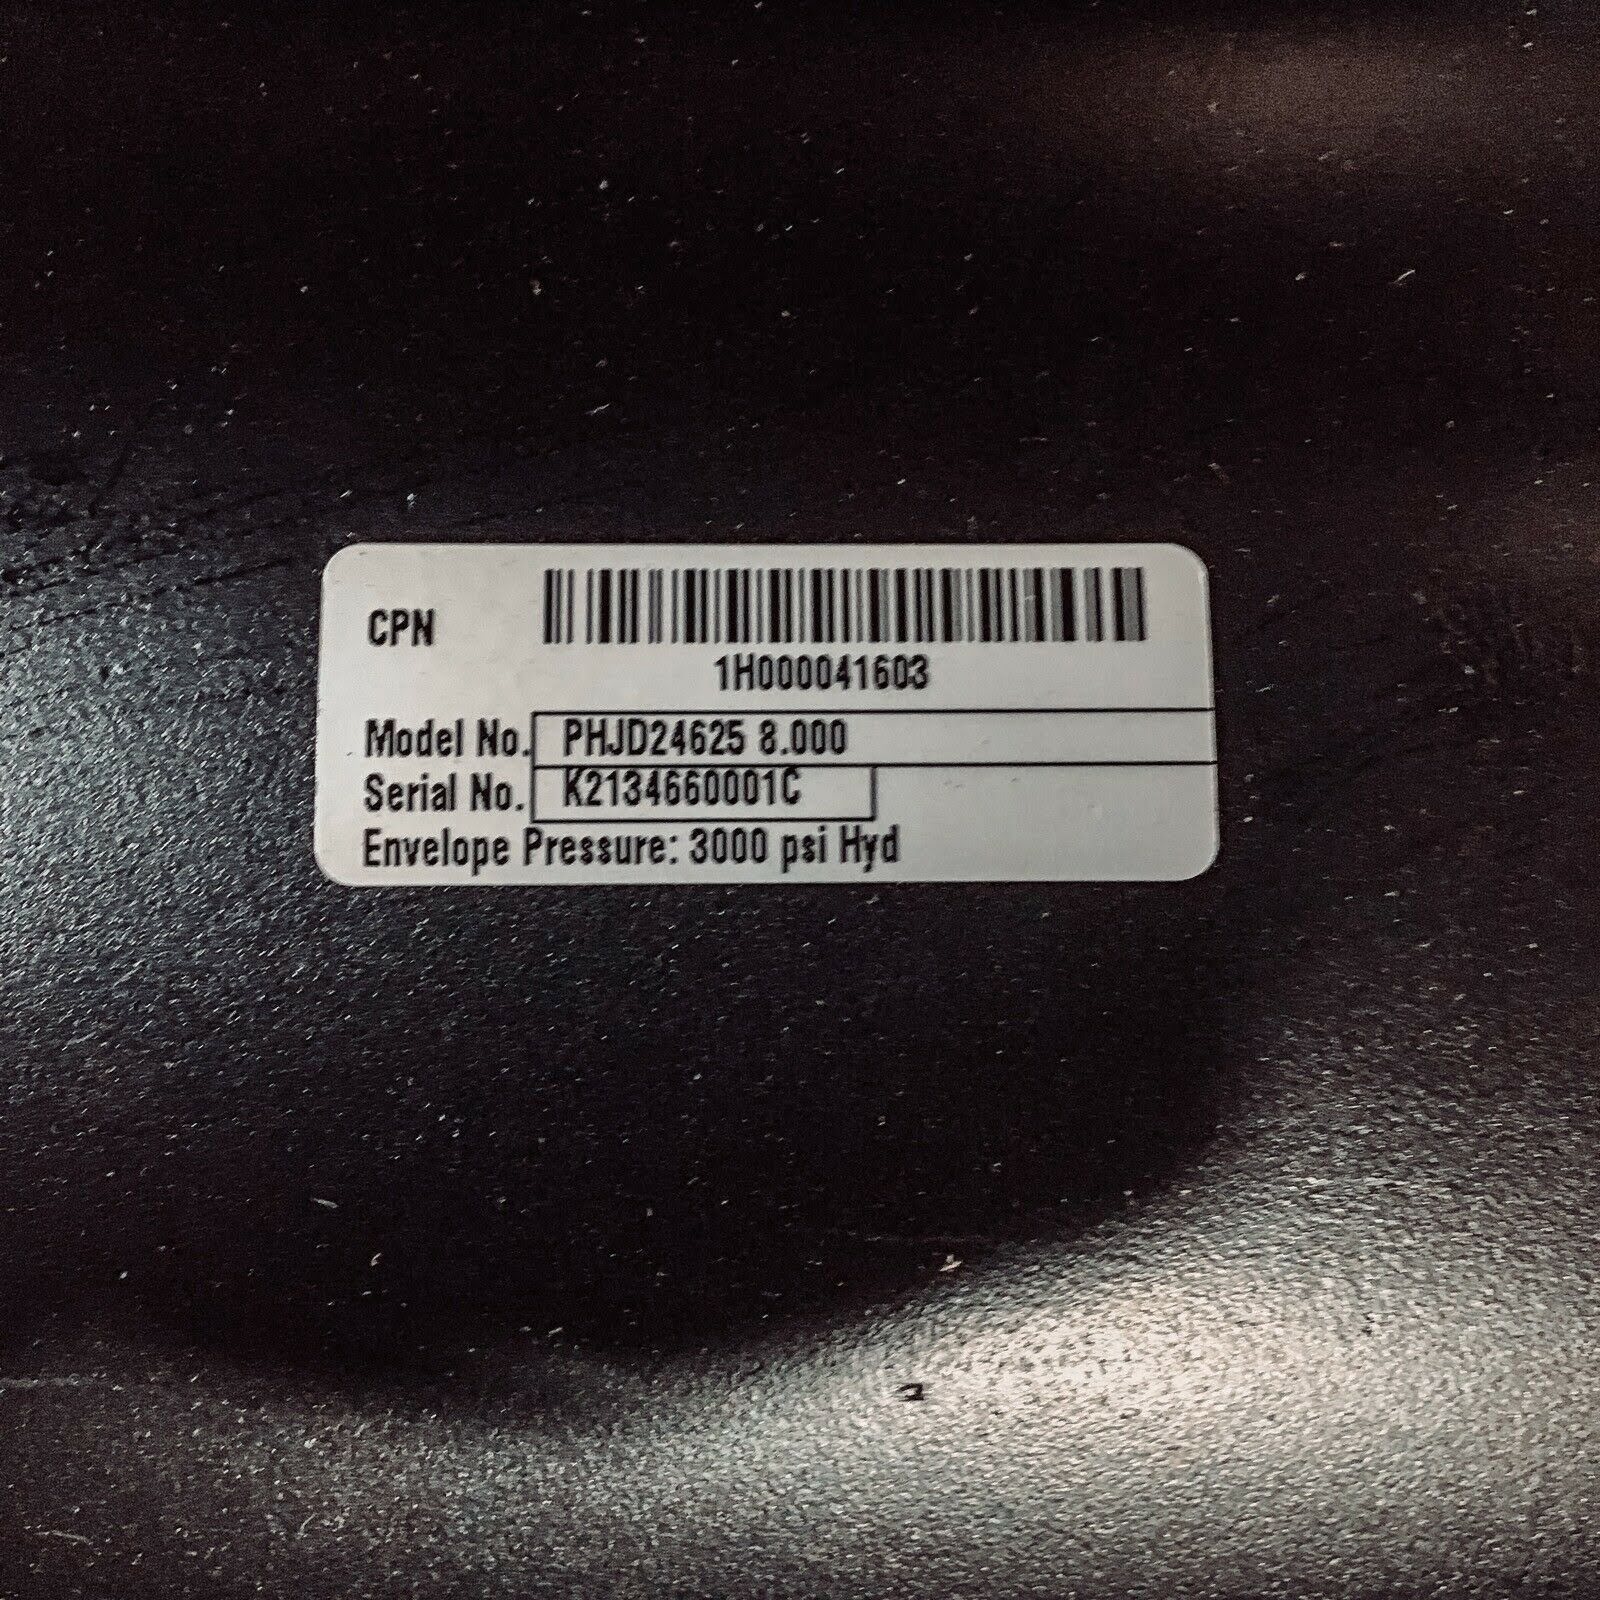 CPN
1H000041603
Model No. PHJD24625 8.000
Serial No. K2134660001C
Envelope Pressure: 3000 psi Hyd